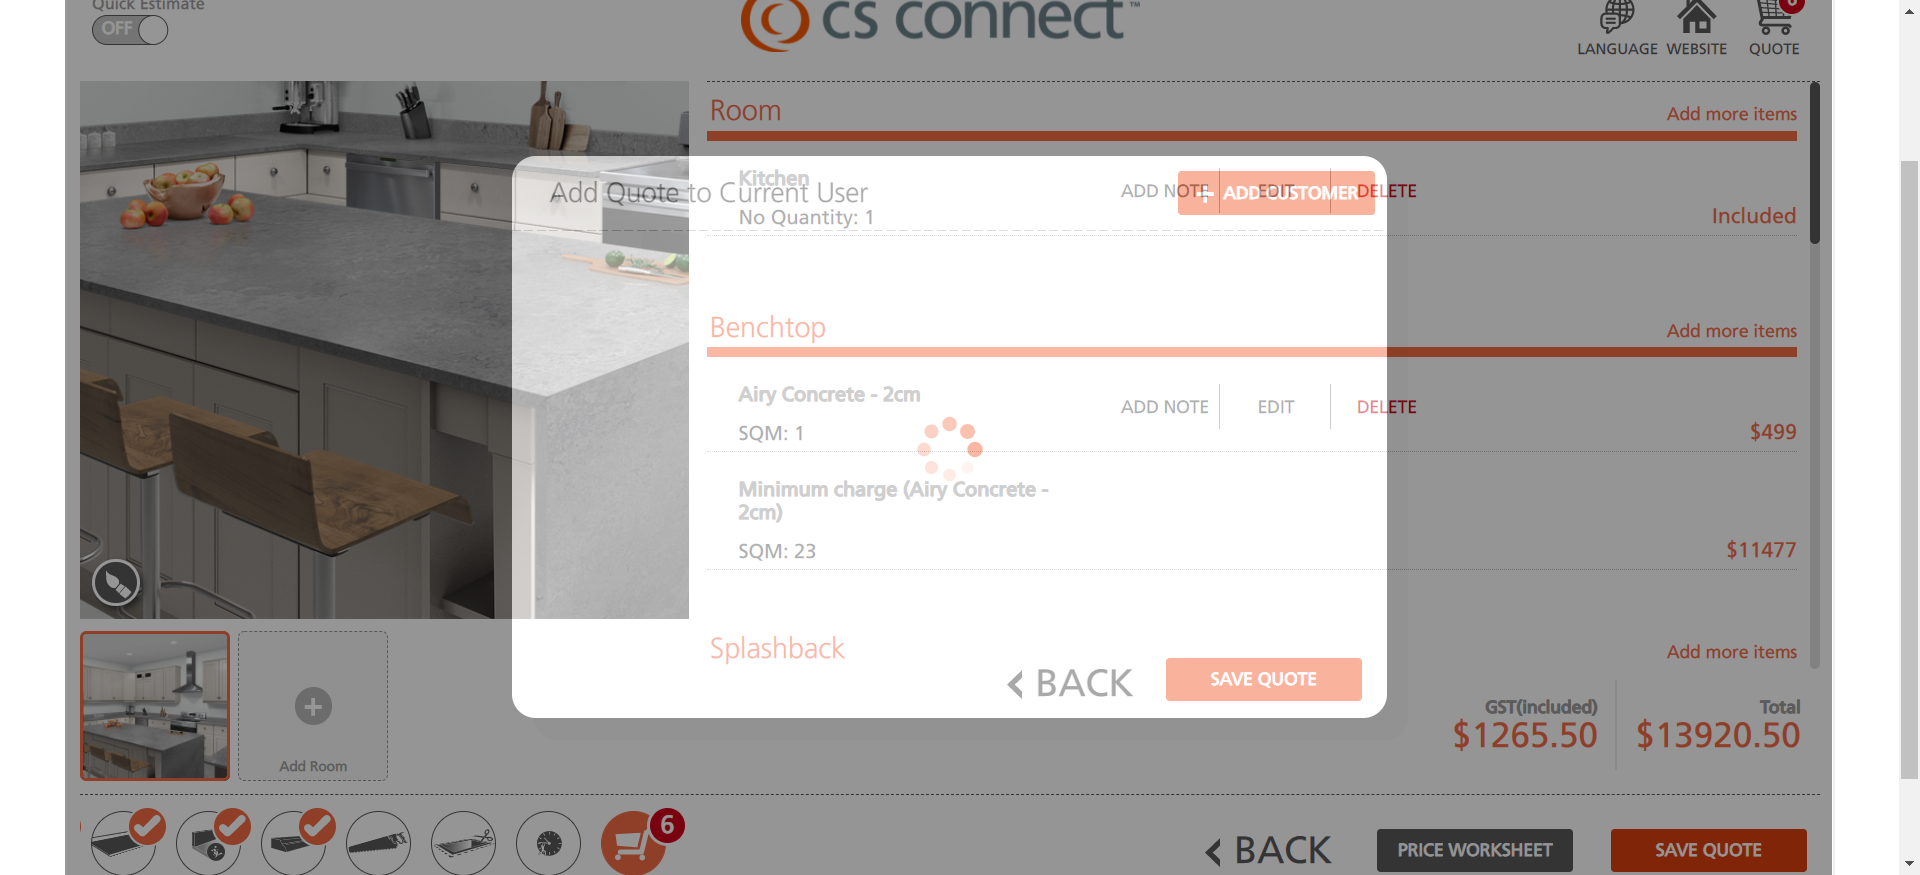 Quick Estimate
OFF
cs connect™
LANGUAGE WEBSITE QUOTE
6
Room
Add more items
Kitchen
Add Quote to Current User
ADD NOTE EDIT DELETE
+ ADD CUSTOMER
No Quantity: 1
Included
Benchtop
Add more items
Airy Concrete - 2cm
ADD NOTE EDIT DELETE
SQM: 1
$499
Minimum charge (Airy Concrete -
2cm)
SQM: 23
$11477
Splashback
Add more items
BACK
SAVE QUOTE
GST(included)
$1265.50
Total
$13920.50
Add Room
6
BACK
PRICE WORKSHEET
SAVE QUOTE